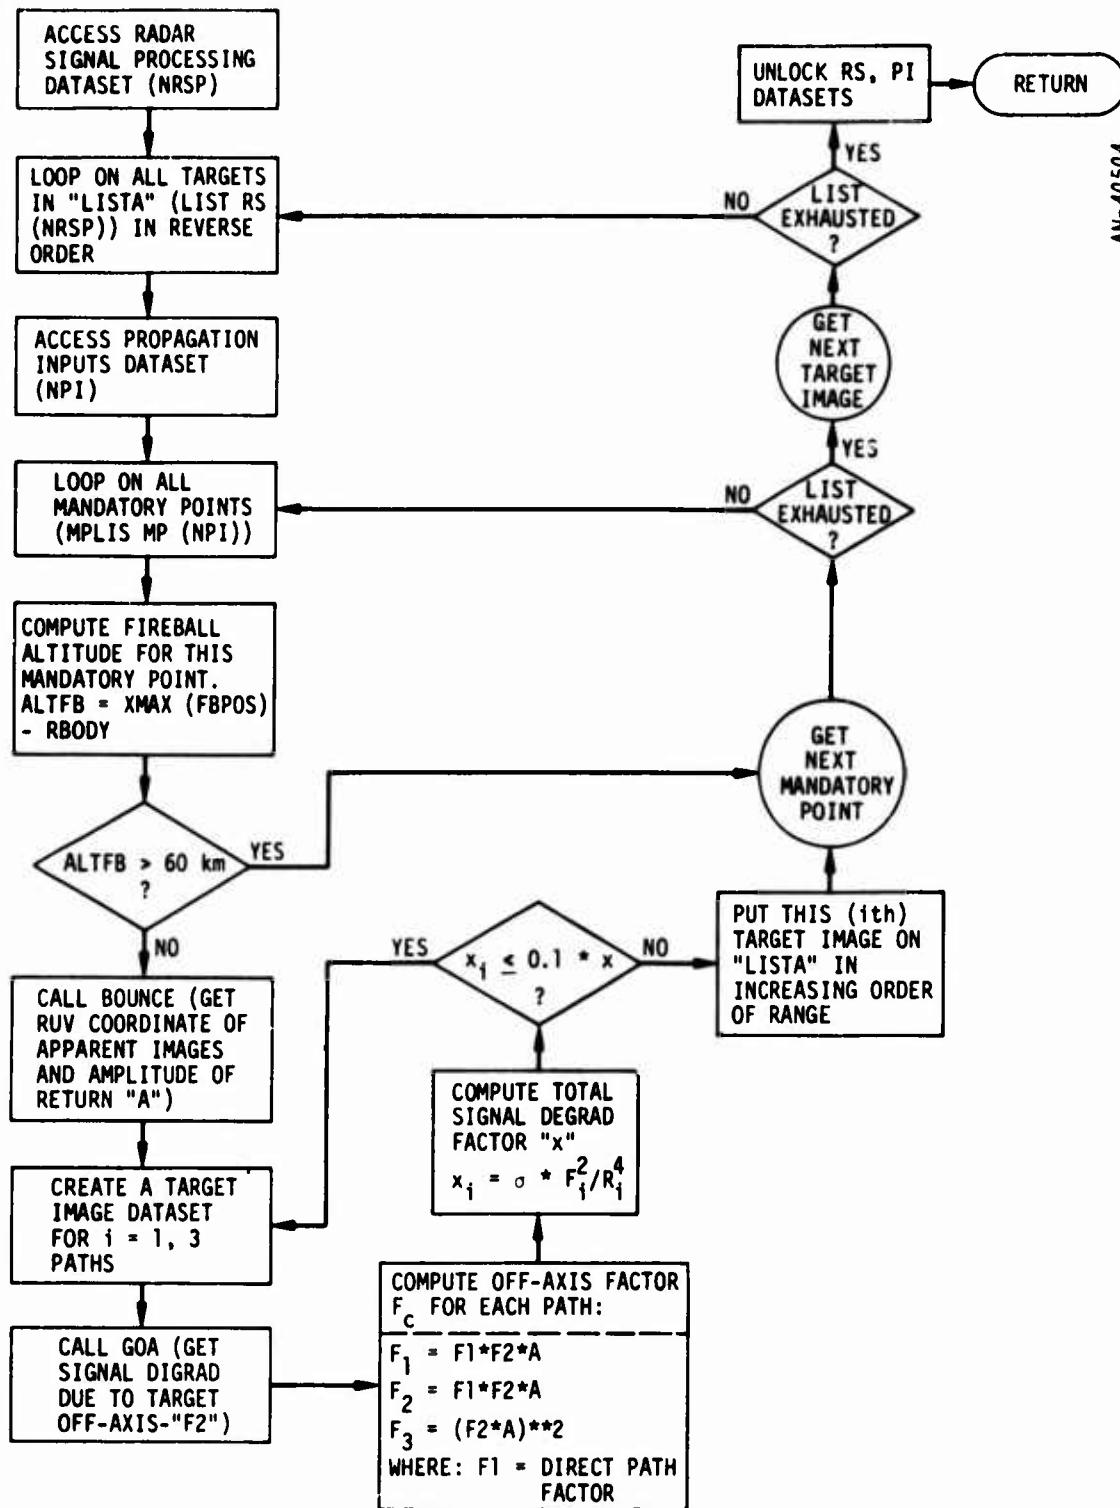 ACCESS RADAR
SIGNAL PROCESSING
DATASET (NRSP)
LOOP ON ALL TARGETS
IN "LISTA" (LIST RS
(NRSP)) IN REVERSE
ORDER
ACCESS PROPAGATION
INPUTS DATASET
(NPI)
LOOP ON ALL
MANDATORY POINTS
(MPLIS MP (NPI))
COMPUTE FIREBALL
ALTITUDE FOR THIS
MANDATORY POINT.
ALTFB = XMAX (FBPOS)
- RBODY
ALTFB > 60 km
?
YES
NO
CALL BOUNCE (GET
RUV COORDINATE OF
APPARENT IMAGES
AND AMPLITUDE OF
RETURN "A")
CREATE A TARGET
IMAGE DATASET
FOR i = 1, 3
PATHS
CALL GOA (GET
SIGNAL DIGRAD
DUE TO TARGET
OFF-AXIS-"F2")
COMPUTE OFF-AXIS FACTOR
F_c FOR EACH PATH:
F_1 = F1*F2*A
F_2 = F1*F2*A
F_3 = (F2*A)**2
WHERE: F1 = DIRECT PATH
FACTOR
COMPUTE TOTAL
SIGNAL DEGRAD
FACTOR "x"
x_i = σ * F_i^2/R_i^4
x_i ≤ 0.1 * x
?
YES
NO
PUT THIS (ith)
TARGET IMAGE ON
"LISTA" IN
INCREASING ORDER
OF RANGE
GET
NEXT
MANDATORY
POINT
LIST
EXHAUSTED
?
NO
YES
GET
NEXT
TARGET
IMAGE
LIST
EXHAUSTED
?
NO
YES
UNLOCK RS, PI
DATASETS
RETURN